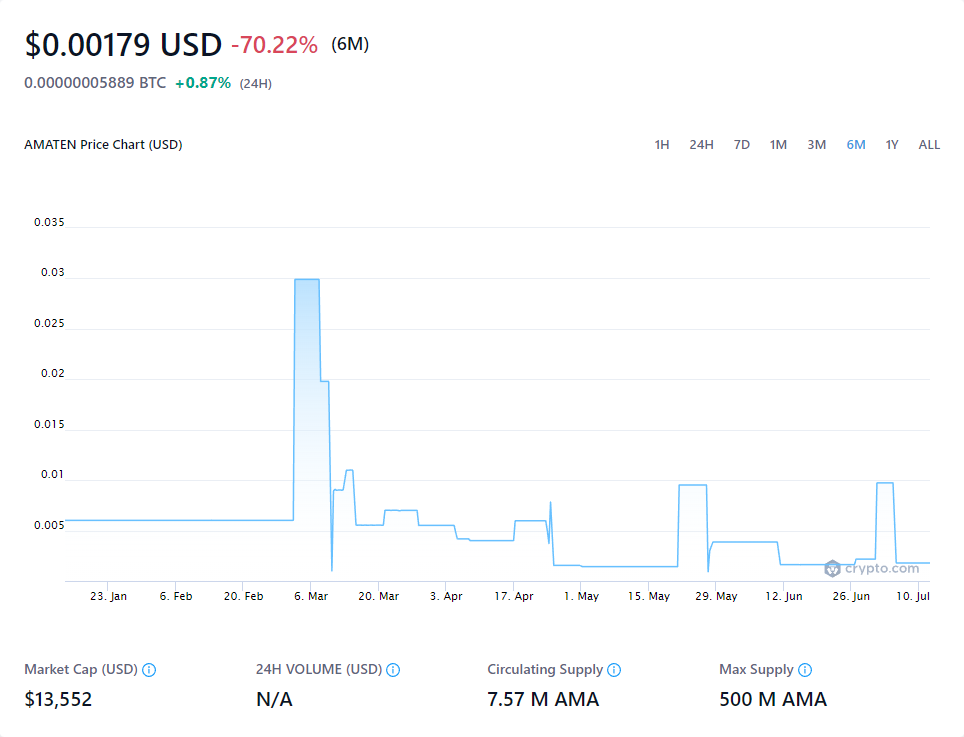 $0.00179 USD -70.22% (6M)
0.00000005889 BTC +0.87% (24H)
AMATEN Price Chart (USD)
1H 24H 7D 1M 3M 6M 1Y ALL
0.035
0.03
0.025
0.02
0.015
0.01
0.005
crypto.com
23. Jan 6. Feb 20. Feb 6. Mar 20. Mar 3. Apr 17. Apr 1. May 15. May 29. May 12. Jun 26. Jun 10. Jul
Market Cap (USD) 24H VOLUME (USD) Circulating Supply Max Supply
$13,552 N/A 7.57 M AMA 500 M AMA